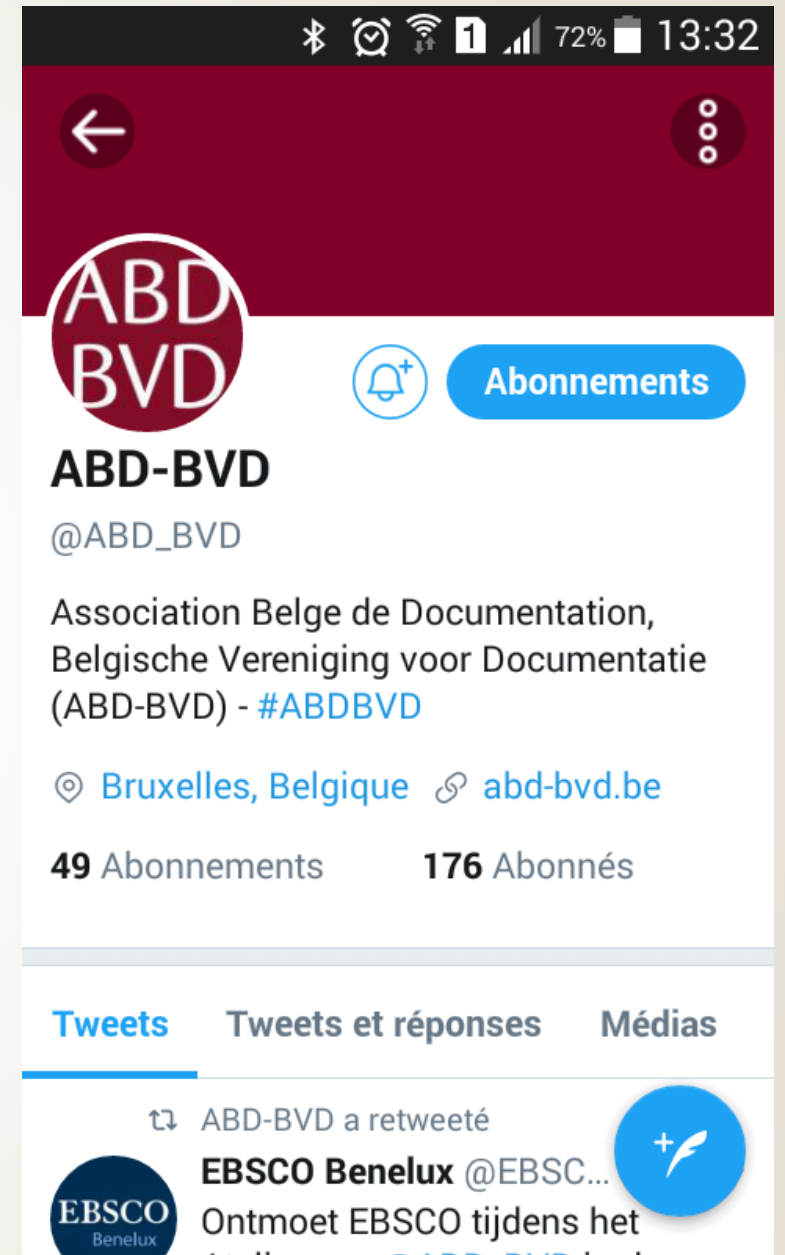 1 72% 13:32
ABD
BVD
Abonnements
ABD-BVD
@ABD_BVD
Association Belge de Documentation,
Belgische Vereniging voor Documentatie
(ABD-BVD) - #ABDBVD
Bruxelles, Belgique abd-bvd.be
49 Abonnements 176 Abonnés
Tweets Tweets et réponses Médias
ABD-BVD a retweeté
EBSCO Benelux @EBSC...
EBSCO
Benelux
Ontmoet EBSCO tijdens het